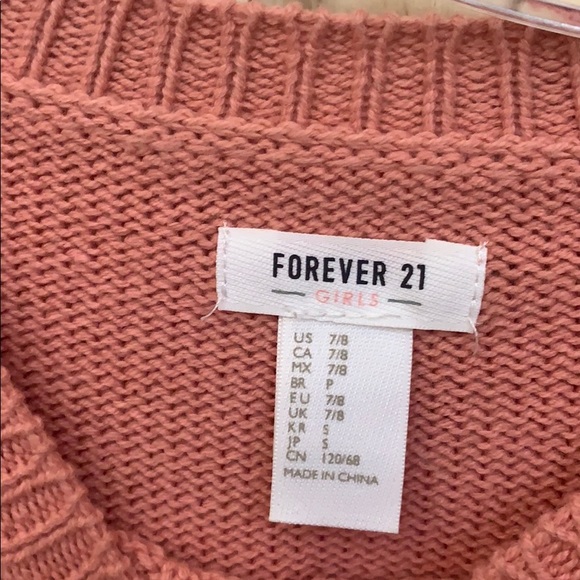 FOREVER 21
GIRLS
US 7/8
CA 7/8
MX 7/8
BR P
EU 7/8
UK 7/8
KR S
JP S
CN 120/68
MADE IN CHINA